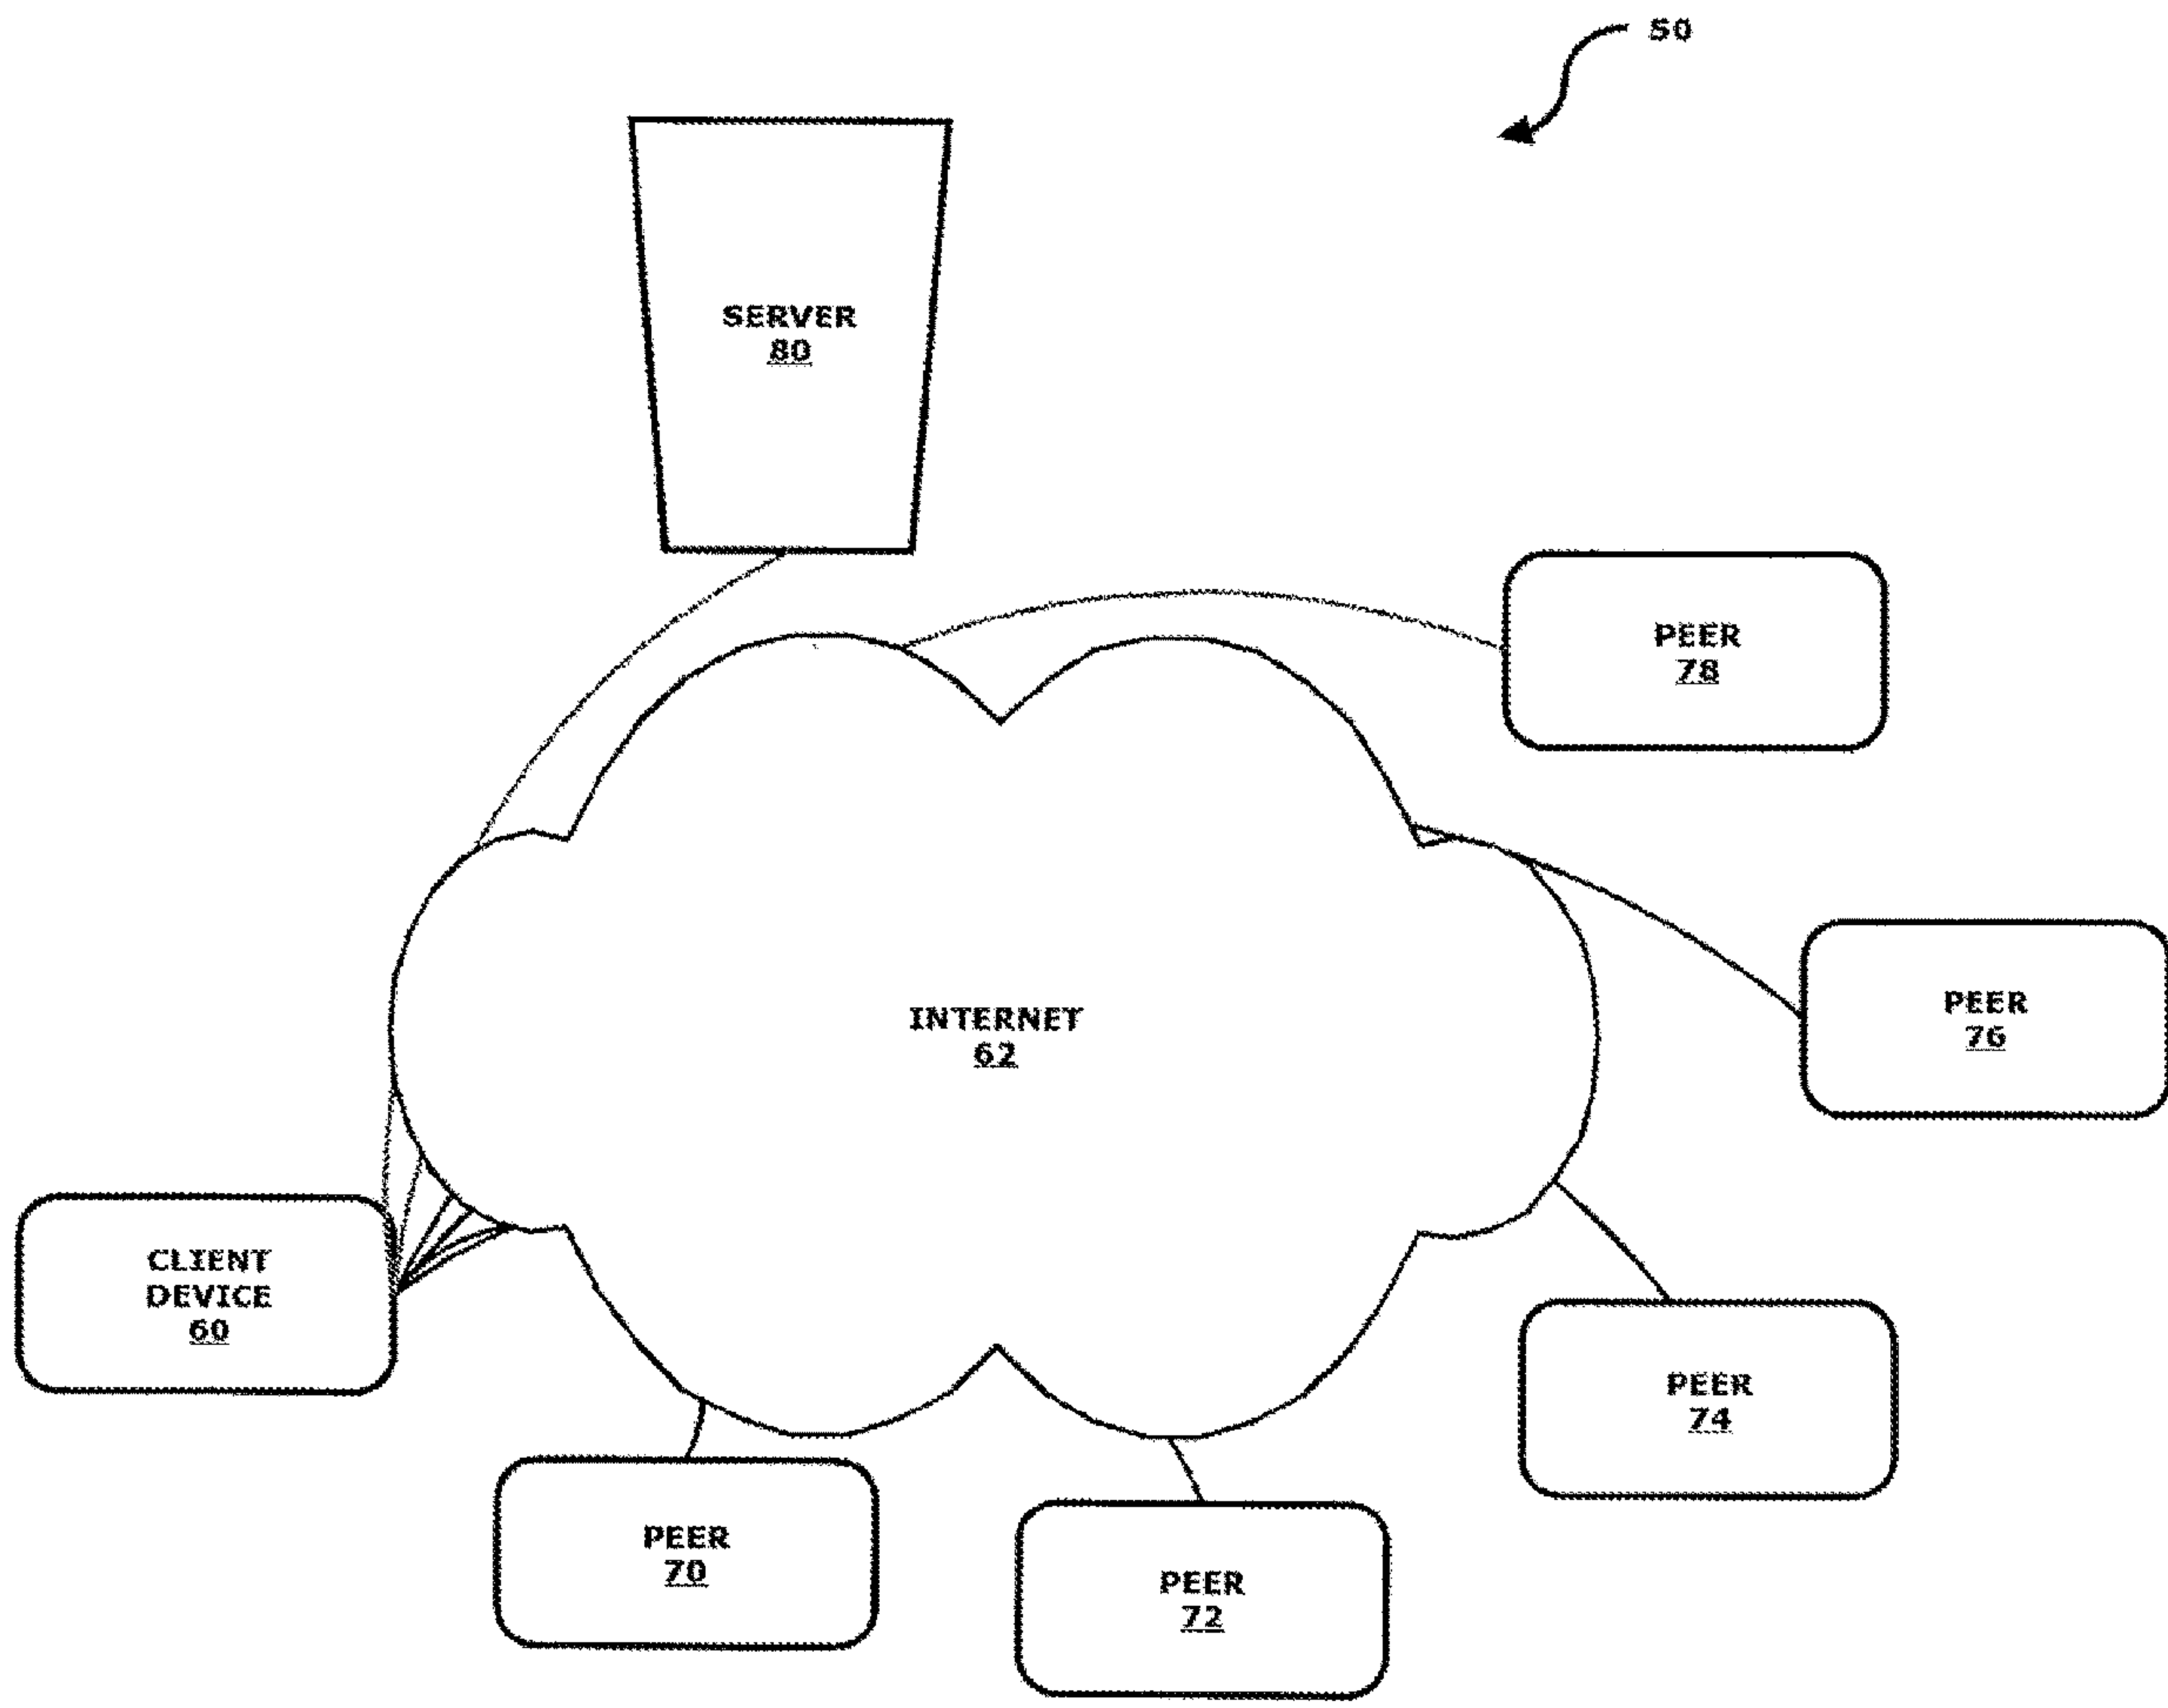 50
SERVER
80
PEER
78
PEER
76
INTERNET
62
CLIENT
DEVICE
60
PEER
74
PEER
70
PEER
72